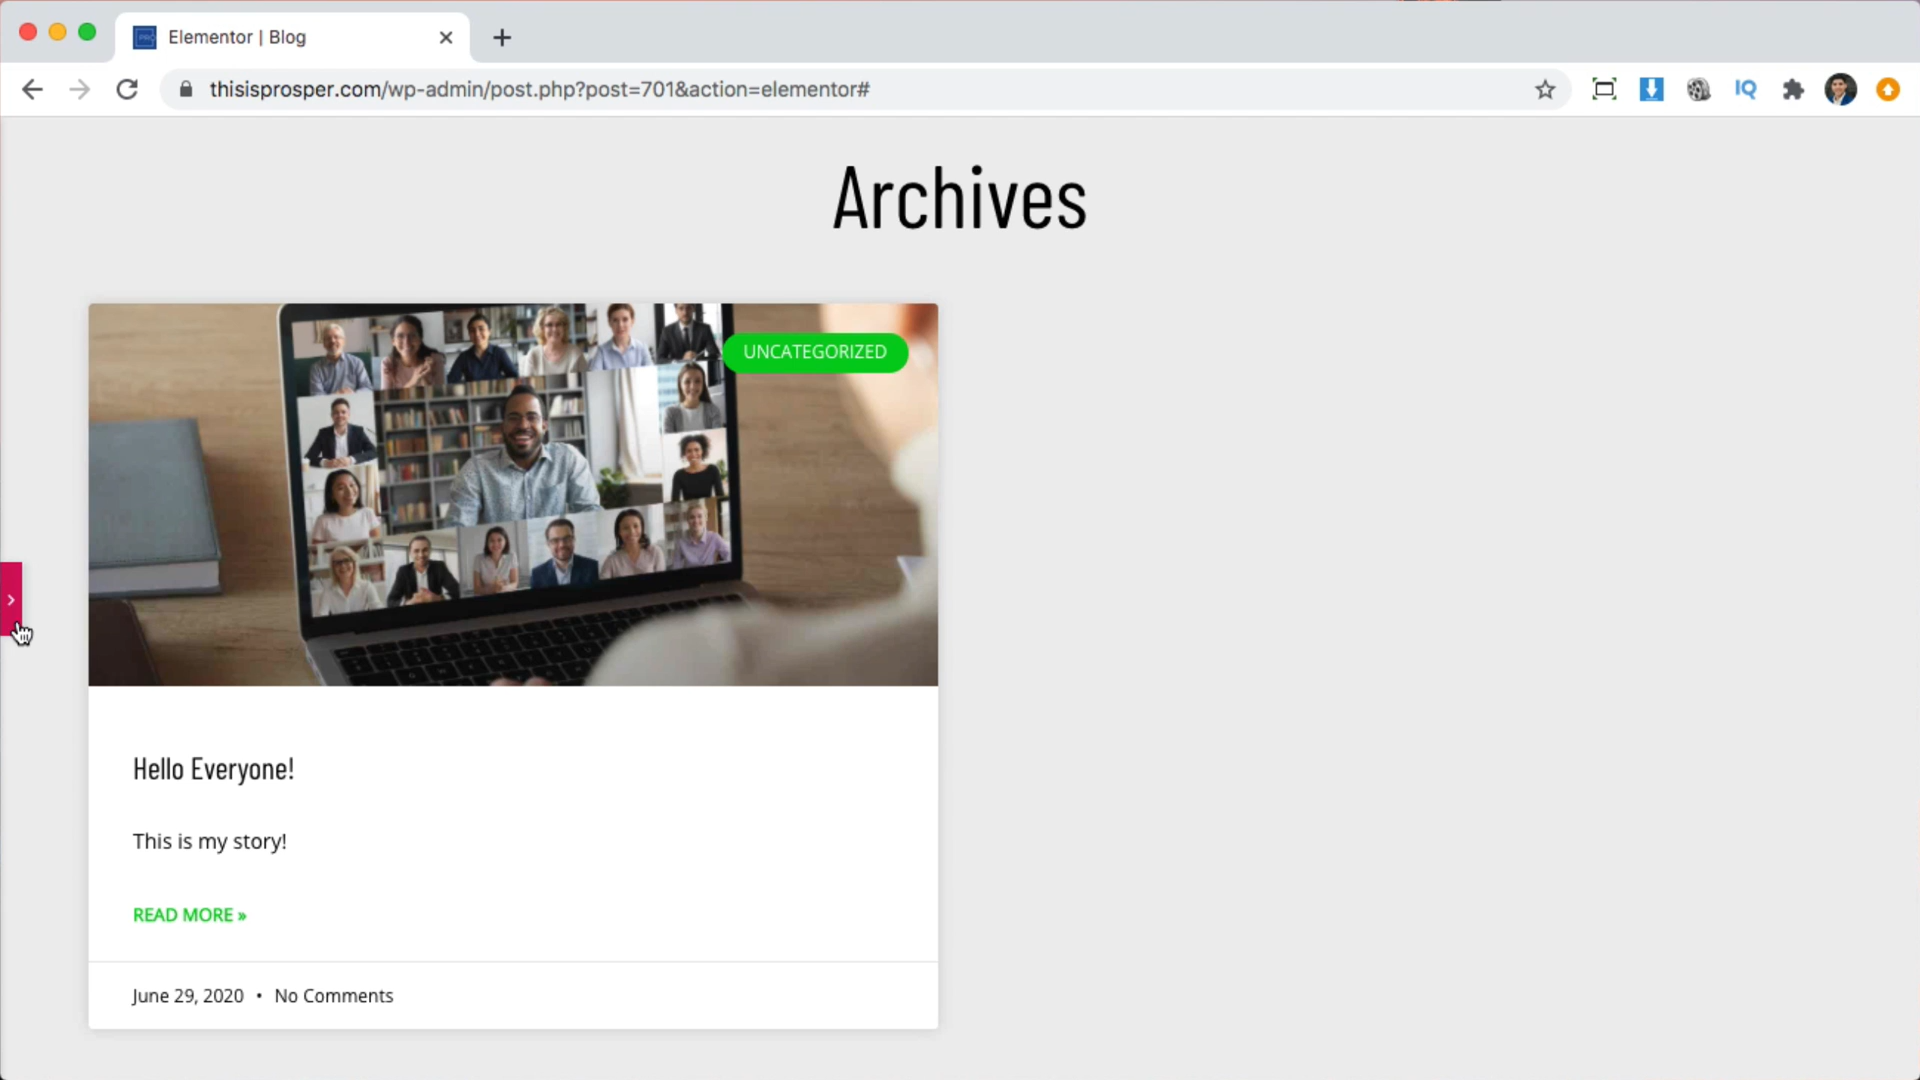 Elementor | Blog
thisisprosper.com/wp-admin/post.php?post=701&action=elementor#
IQ
Archives
UNCATEGORIZED
Hello Everyone!
This is my story!
READ MORE »
June 29, 2020 • No Comments